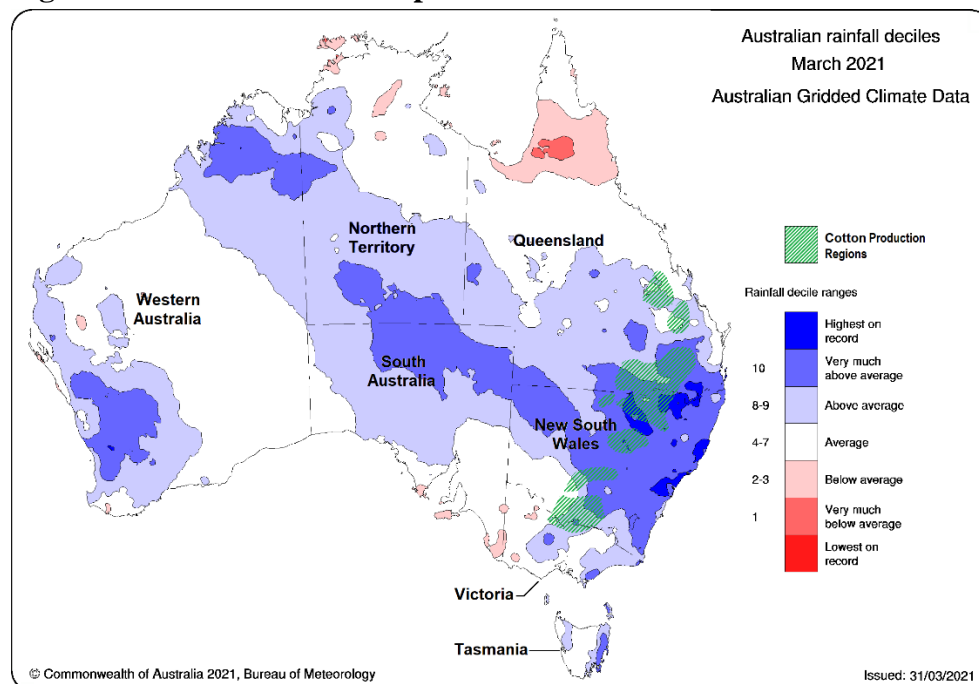 Australian rainfall deciles
March 2021
Australian Gridded Climate Data
Northern
Territory
Queensland
Western
Australia
South
Australia
New South
Wales
Victoria
Tasmania
Cotton Production
Regions
Rainfall decile ranges
Highest on
record
10
Very much
above average
8-9
Above average
4-7
Average
2-3
Below average
1
Very much
below average
Lowest on
record
© Commonwealth of Australia 2021, Bureau of Meteorology
Issued: 31/03/2021